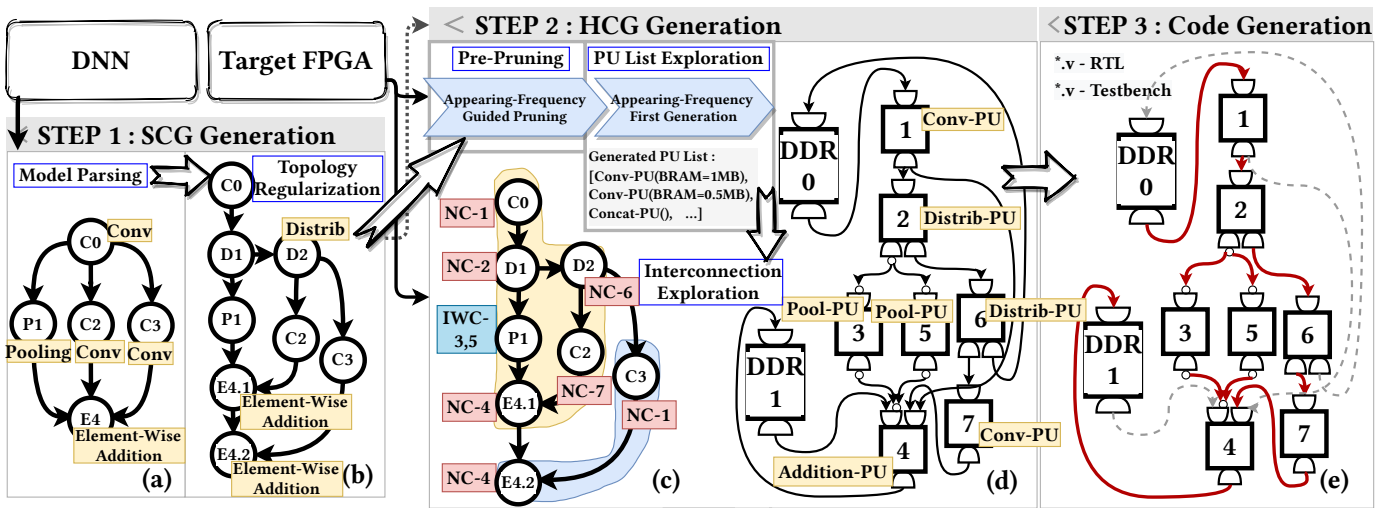 DNN
Target FPGA
STEP 1 : SCG Generation
Model Parsing
Topology
Regularization
C0
Conv
P1
C2
C3
Pooling
Conv
Conv
E4
Element-Wise
Addition
(a)
C0
D1
D2
Distrib
P1
C2
C3
E4.1
Element-Wise
Addition
E4.2
Element-Wise
Addition
(b)
< STEP 2 : HCG Generation
Pre-Pruning
PU List Exploration
Appearing-Frequency
Guided Pruning
Appearing-Frequency
First Generation
Generated PU List :
[Conv-PU(BRAM=1MB),
Conv-PU(BRAM=0.5MB),
Concat-PU(), ...]
Interconnection
Exploration
NC-1
C0
NC-2
D1
D2
NC-6
IWC-
3,5
P1
C2
C3
NC-4
E4.1
NC-7
NC-1
NC-4
E4.2
(c)
DDR
0
1
Conv-PU
2
Distrib-PU
Pool-PU
Pool-PU
3
5
6
Distrib-PU
DDR
1
4
7
Conv-PU
Addition-PU
(d)
< STEP 3 : Code Generation
*.v - RTL
*.v - Testbench
DDR
0
1
2
3
5
6
DDR
1
4
7
(e)